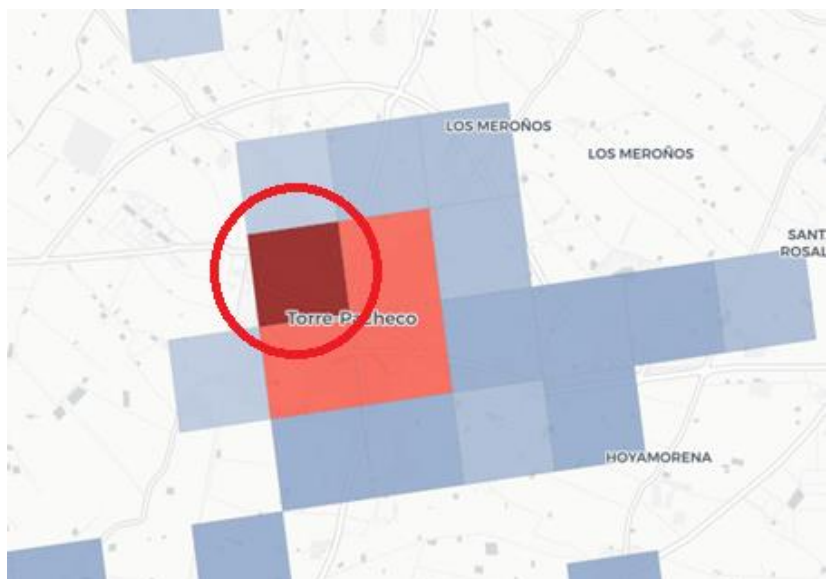 LOS MEROÑOS
LOS MEROÑOS
SANT
ROSAL
Torre-Pacheco
HOYAMORENA